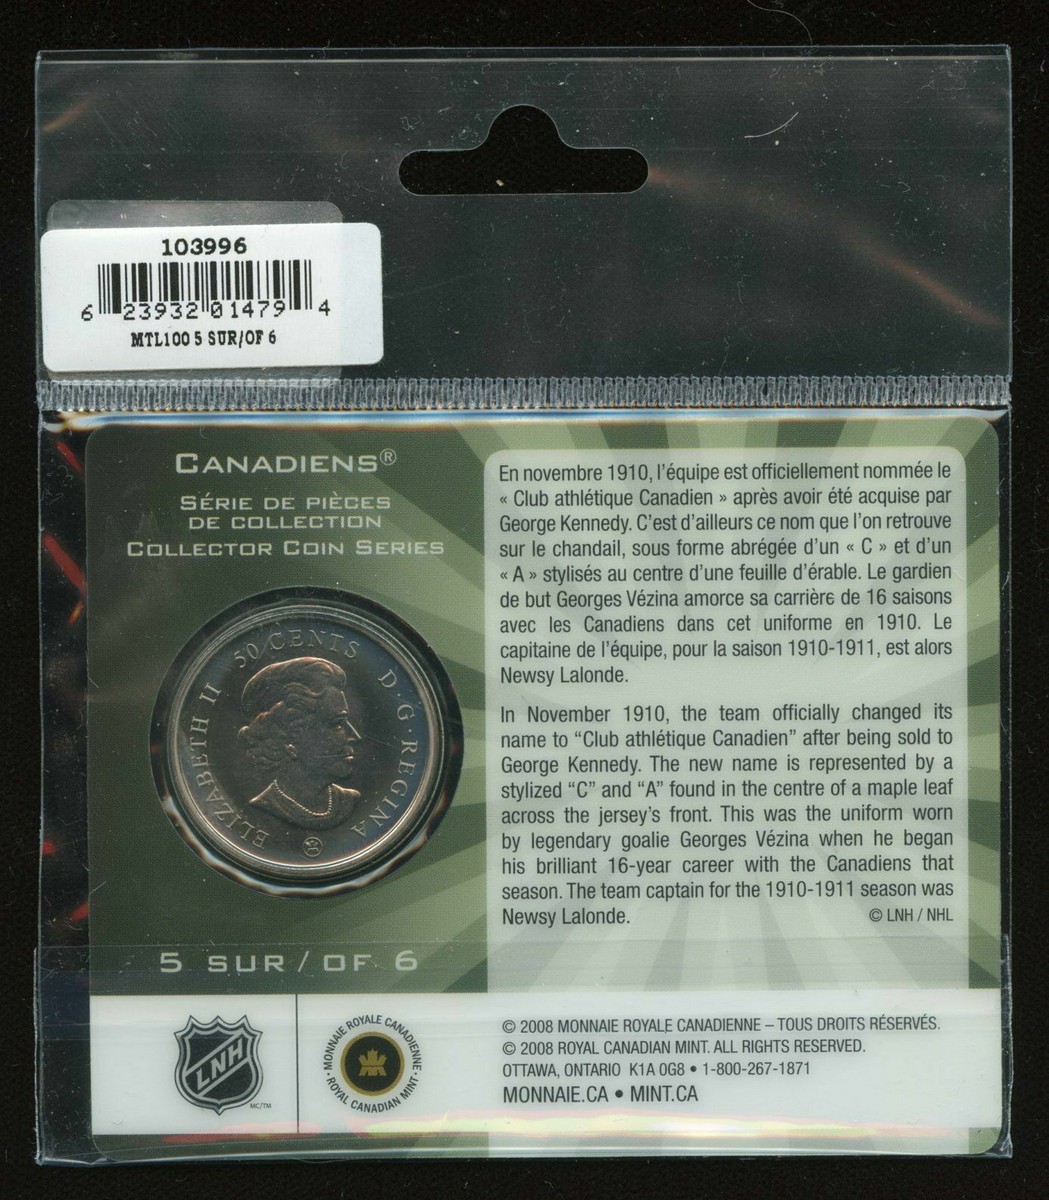 103996
6 23932 01479 4
MTL100 5 SUR/OF 6
CANADIENS®
SÉRIE DE PIÈCES
DE COLLECTION
COLLECTOR COIN SERIES
50 CENTS
ELIZABETH II
D·G·REGINA
5 SUR / OF 6
En novembre 1910, l'équipe est officiellement nommée le
« Club athlétique Canadien » après avoir été acquise par
George Kennedy. C'est d'ailleurs ce nom que l'on retrouve
sur le chandail, sous forme abrégée d'un « C » et d'un
« A » stylisés au centre d'une feuille d'érable. Le gardien
de but Georges Vézina amorce sa carrière de 16 saisons
avec les Canadiens dans cet uniforme en 1910. Le
capitaine de l'équipe, pour la saison 1910-1911, est alors
Newsy Lalonde.
In November 1910, the team officially changed its
name to “Club athlétique Canadien” after being sold to
George Kennedy. The new name is represented by a
stylized “C” and “A” found in the centre of a maple leaf
across the jersey's front. This was the uniform worn
by legendary goalie Georges Vézina when he began
his brilliant 16-year career with the Canadiens that
season. The team captain for the 1910-1911 season was
Newsy Lalonde.
© LNH / NHL
NHL
MC/TM
MONNAIE ROYALE CANADIENNE
ROYAL CANADIAN MINT
© 2008 MONNAIE ROYALE CANADIENNE – TOUS DROITS RÉSERVÉS.
© 2008 ROYAL CANADIAN MINT. ALL RIGHTS RESERVED.
OTTAWA, ONTARIO K1A 0G8 • 1-800-267-1871
MONNAIE.CA • MINT.CA